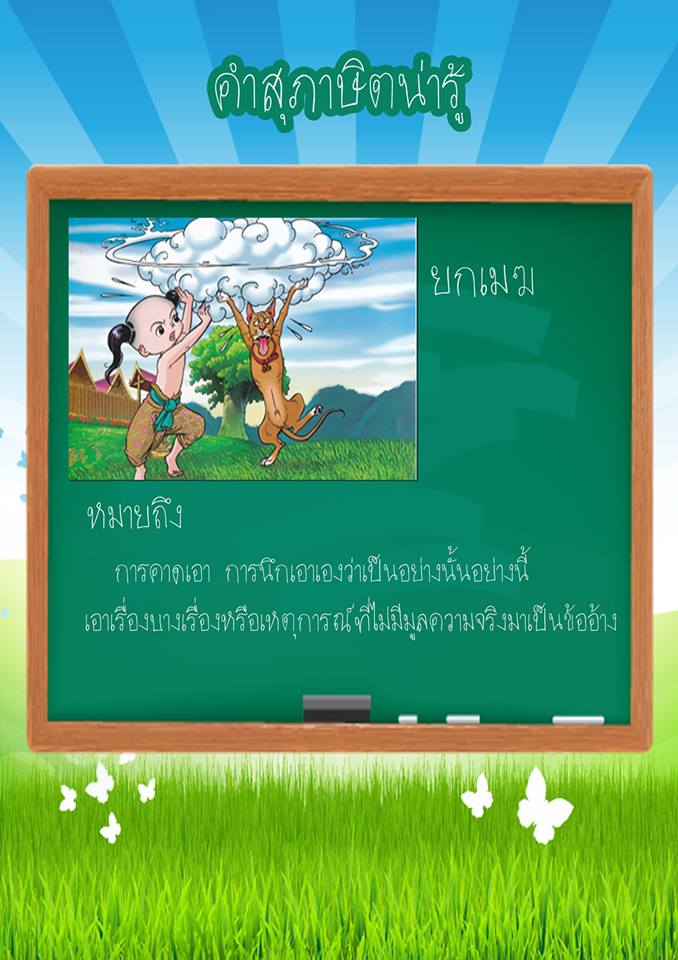 คำสุภาษิตน่ารู้
ยกเมฆ
หมายถึง
การคาดเอา การนึกเอาเองว่าเป็นอย่างนั้นอย่างนี้
เอาเรื่องบางเรื่องหรือเหตุการณ์ที่ไม่มีมูลความจริงมาเป็นข้ออ้าง